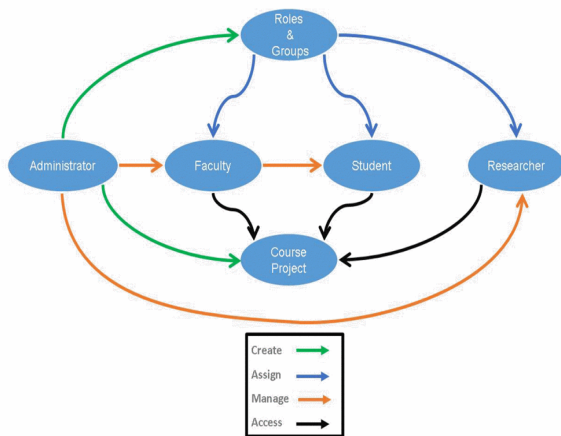 Roles
&
Groups
Administrator
Faculty
Student
Researcher
Course
Project
Create
Assign
Manage
Access